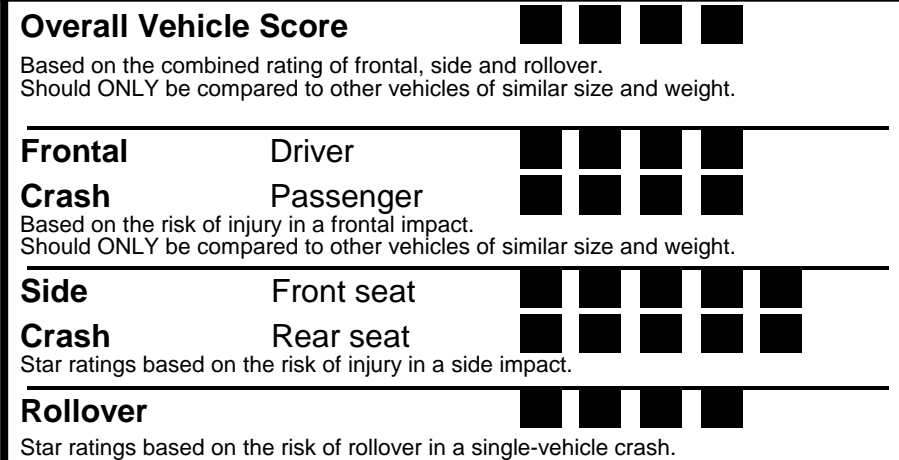 Overall Vehicle Score
Based on the combined rating of frontal, side and rollover.
Should ONLY be compared to other vehicles of similar size and weight.
Frontal Driver
Crash Passenger
Based on the risk of injury in a frontal impact.
Should ONLY be compared to other vehicles of similar size and weight.
Side Front seat
Crash Rear seat
Star ratings based on the risk of injury in a side impact.
Rollover
Star ratings based on the risk of rollover in a single-vehicle crash.